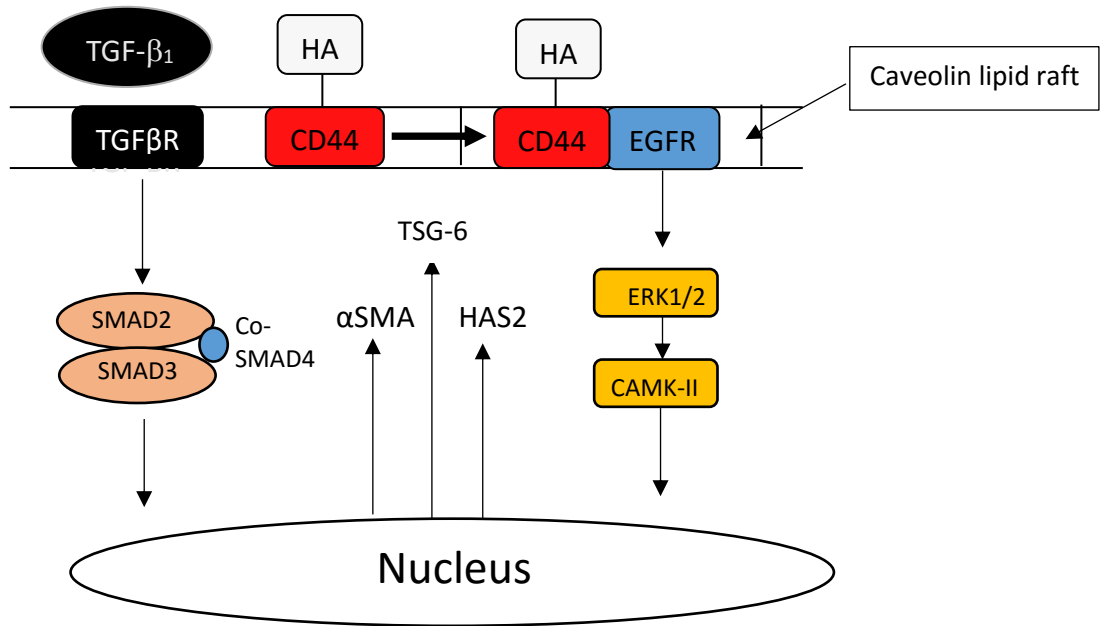 TGF-β₁
HA
HA
Caveolin lipid raft
TGFβR
CD44
CD44
EGFR
TSG-6
ERK1/2
SMAD2
Co-
SMAD4
αSMA
HAS2
SMAD3
CAMK-II
Nucleus